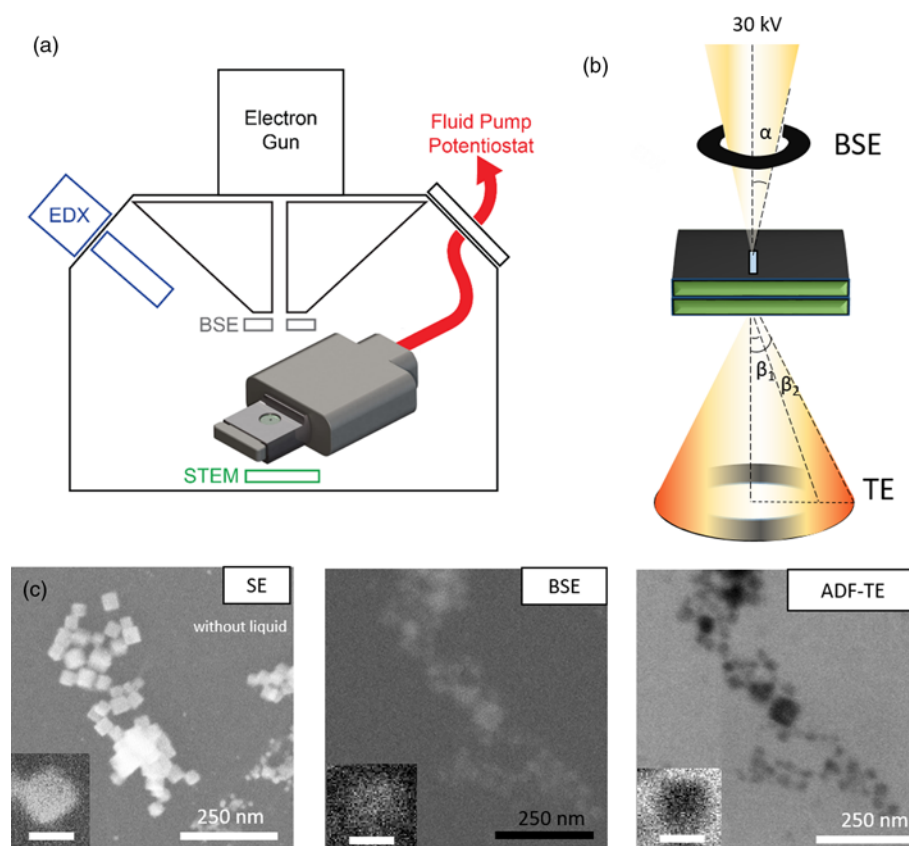 (a)
Electron
Gun
Fluid Pump
Potentiostat
EDX
BSE
STEM
(b)
30 kV
α
BSE
β1
β2
TE
(c)
SE
without liquid
250 nm
BSE
250 nm
ADF-TE
250 nm